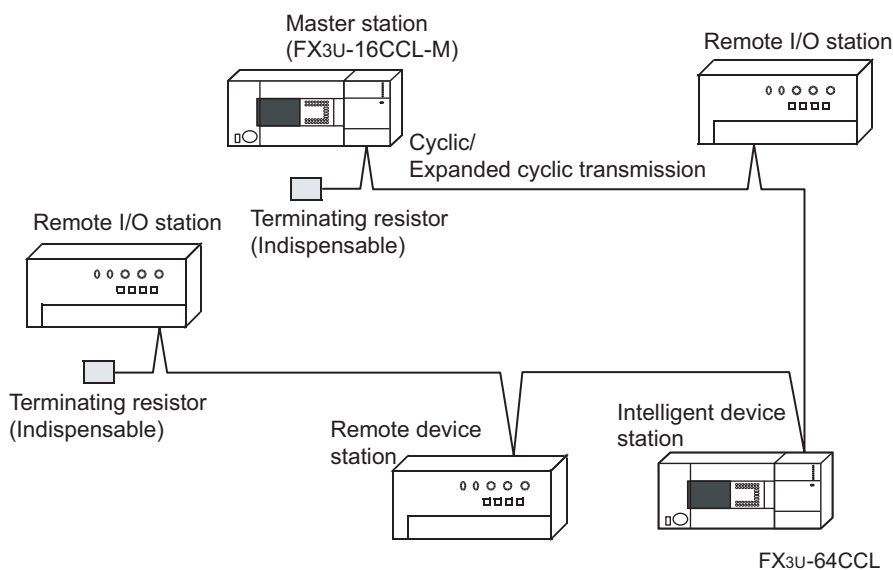 Master station
(FX3U-16CCL-M)
Remote I/O station
Cyclic/
Expanded cyclic transmission
Terminating resistor
(Indispensable)
Remote I/O station
Terminating resistor
(Indispensable)
Remote device
station
Intelligent device
station
FX3U-64CCL